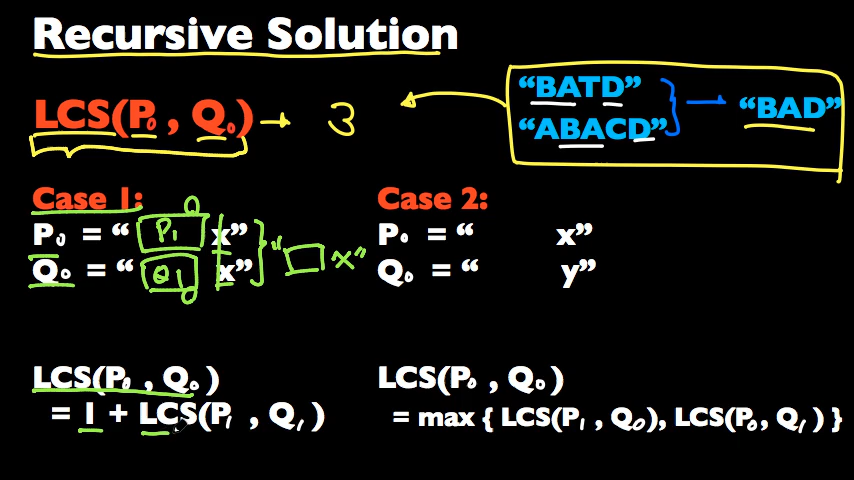 Recursive Solution
LCS(P₀ , Q₀) → 3
"BATD"
"ABACD"
"BAD"
Case 1:
P₀ = " P₁ x"
Q₀ = " Q₁ x"
"□ x"
LCS(P₀ , Q₀)
= 1 + LCS(P₁ , Q₁)
Case 2:
P₀ = " x"
Q₀ = " y"
LCS(P₀ , Q₀)
= max { LCS(P₁ , Q₀), LCS(P₀, Q₁) }